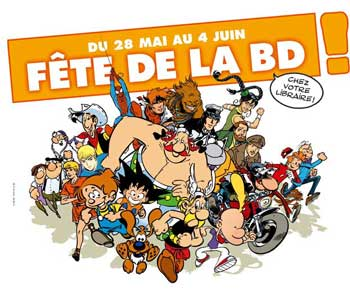 DU 28 MAI AU 4 JUIN
FÊTE DE LA BD !
CHEZ
VOTRE
LIBRAIRE!